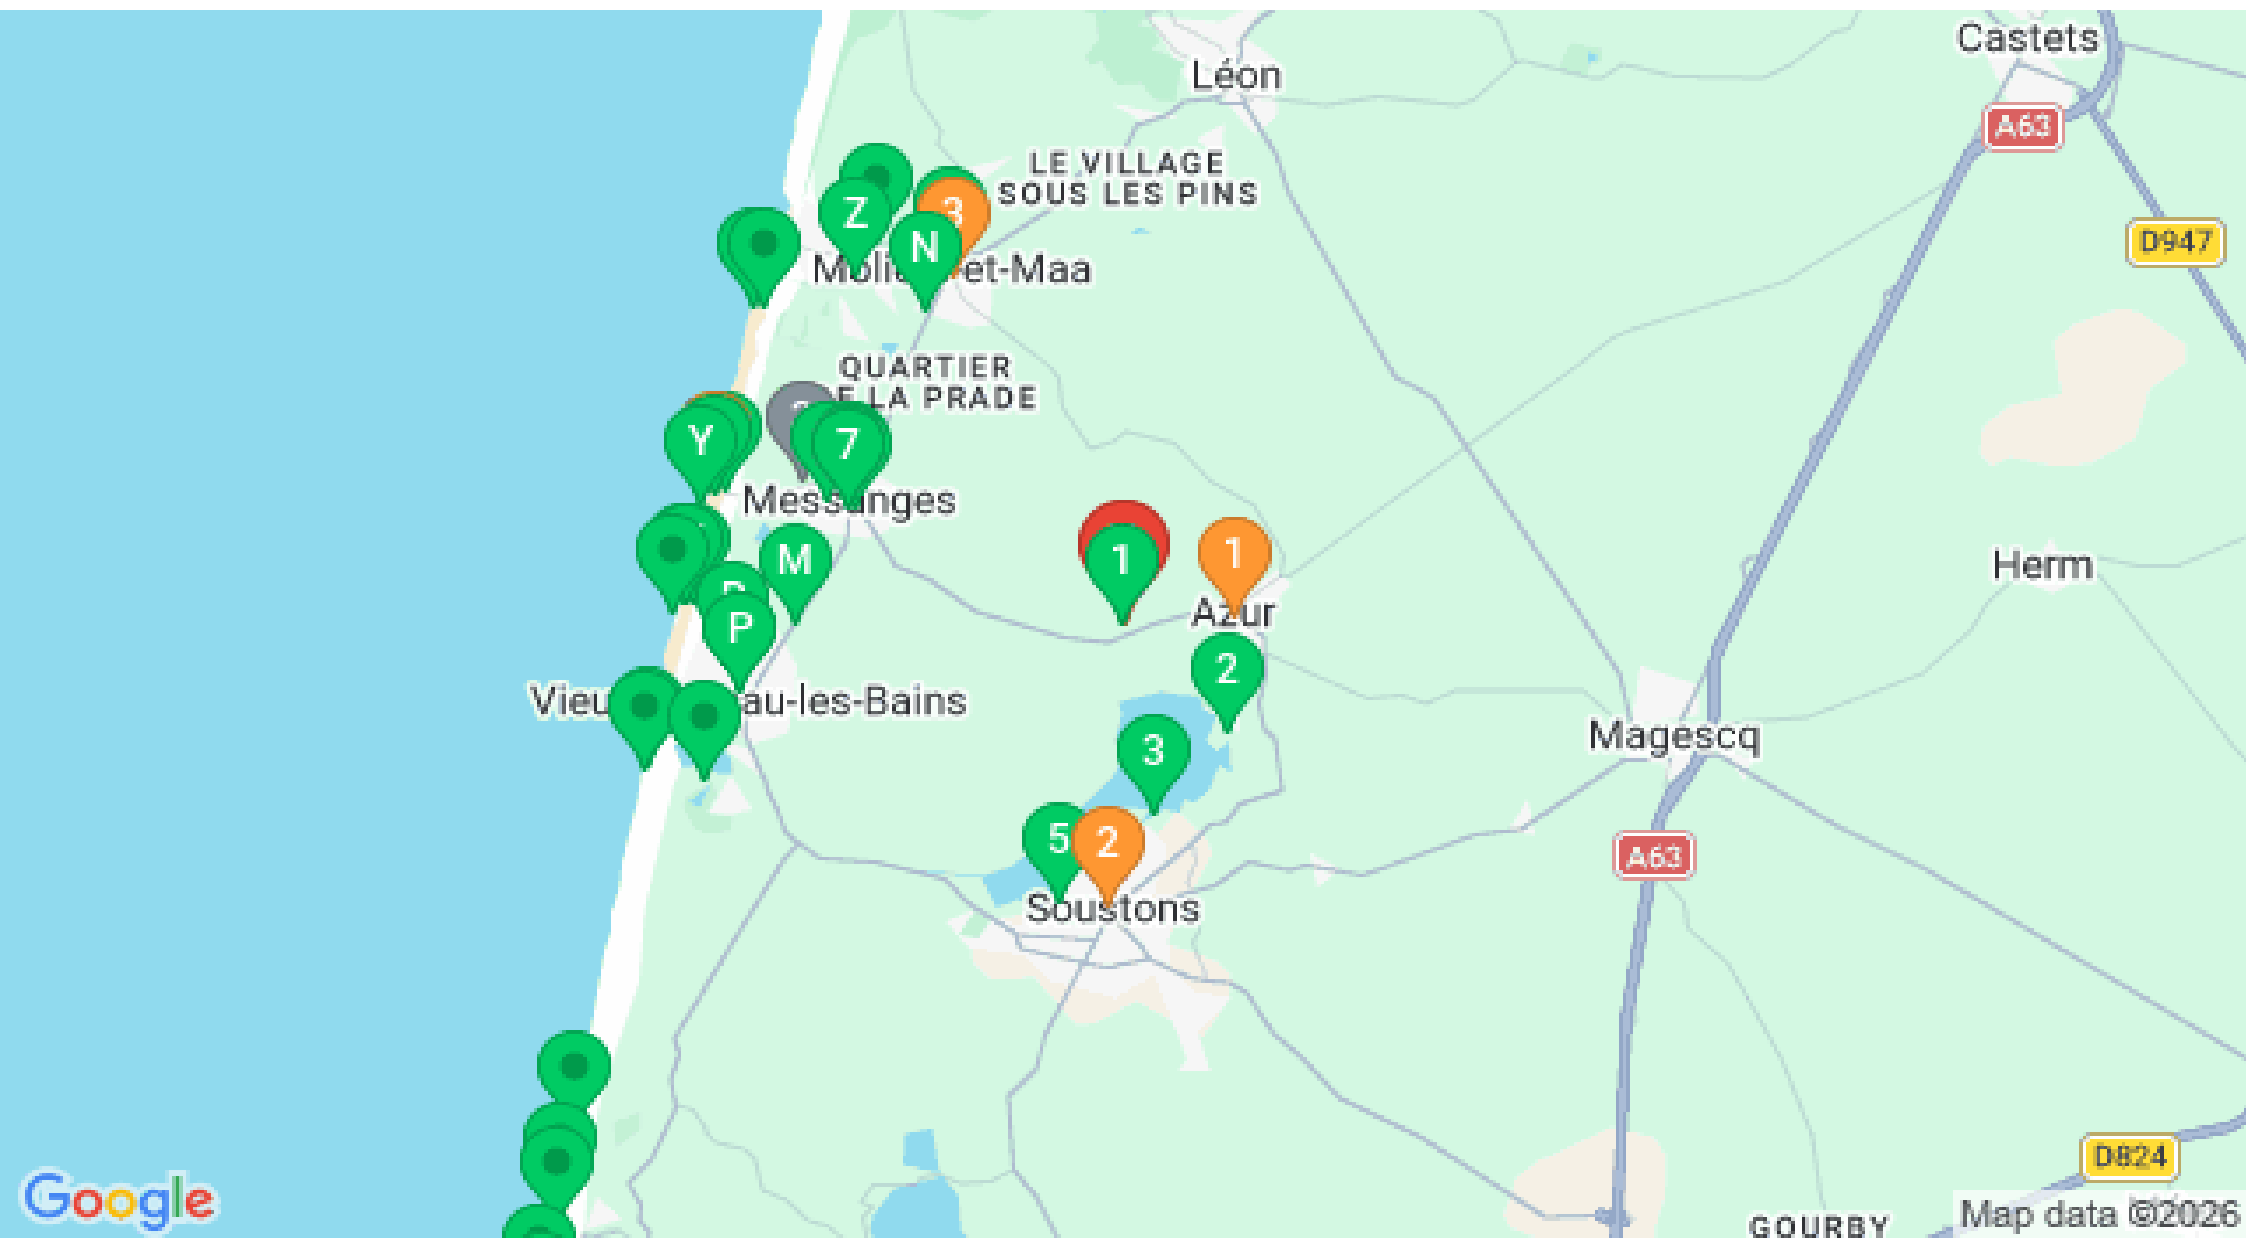 Castets
Léon
A63
LE VILLAGE
SOUS LES PINS
Z
3
N
D947
et-Maa
QUARTIER
LA PRADE
Y
7
Messanges
M
1
1
Herm
P
Azur
2
Vieu
au-les-Bains
3
Magescq
5
2
A63
Soustons
D824
Google
Map data ©2026
GOURBY